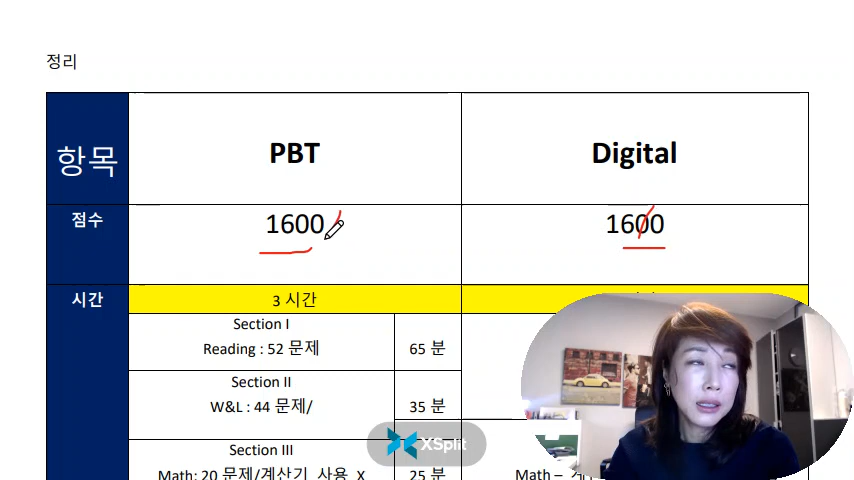 정리
항목 PBT Digital
점수 1600 1600
시간 3 시간
Section I
Reading : 52 문제 65 분
Section II
W&L : 44 문제/ 35 분
XSplit
Section III
Math: 20 문제/계산기 사용 X 25 분 Math –